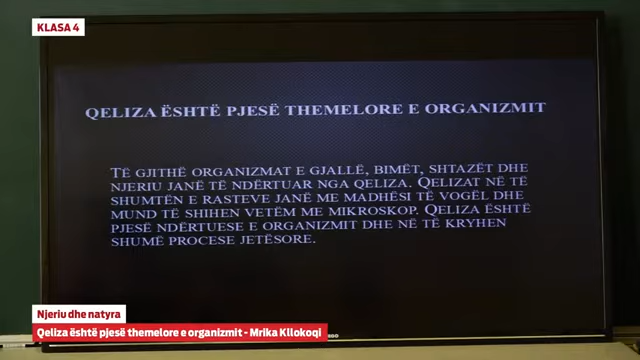 KLASA 4
QELIZA ËSHTË PJESË THEMELORE E ORGANIZMIT
TË GJITHË ORGANIZMAT E GJALLË, BIMËT, SHTAZËT DHE
NJERIU JANË TË NDËRTUAR NGA QELIZA. QELIZAT NË TË
SHUMTËN E RASTEVE JANË ME MADHËSI TË VOGËL DHE
MUND TË SHIHEN VETËM ME MIKROSKOP. QELIZA ËSHTË
PJESË NDËRTUESE E ORGANIZMIT DHE NË TË KRYHEN
SHUMË PROCESE JETËSORE.
Njeriu dhe natyra
Qeliza është pjesë themelore e organizmit - Mrika Kllokoqi